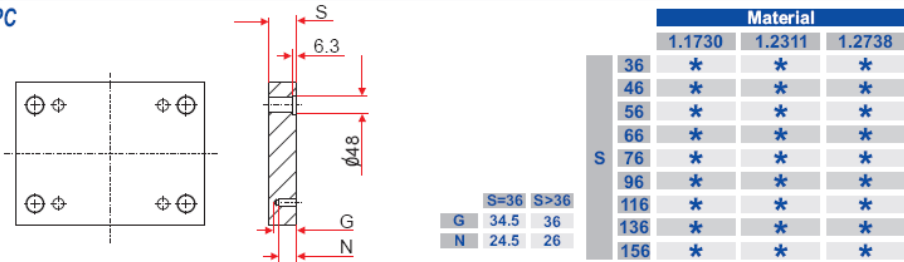 PC
S
6.3
Ø48
G
N
S=36 S>36
G 34.5 36
N 24.5 26
Material
1.1730 1.2311 1.2738
S
36 * * *
46 * * *
56 * * *
66 * * *
76 * * *
96 * * *
116 * * *
136 * * *
156 * * *